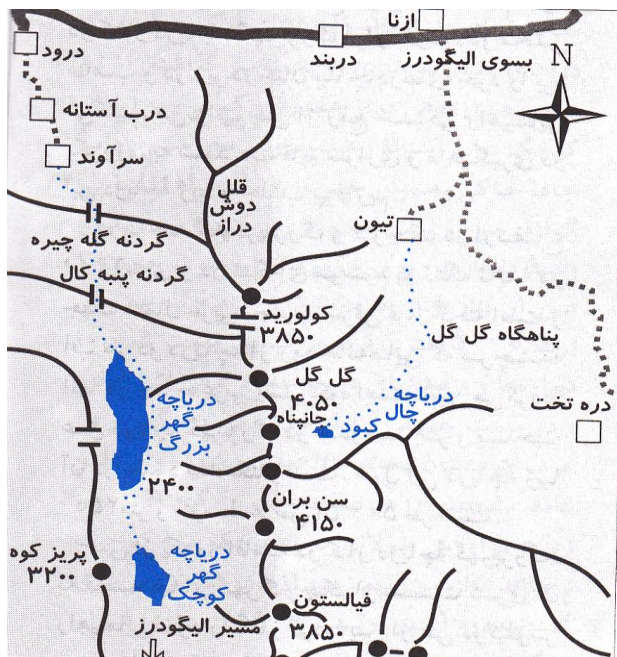 ازنا
دورود
دربند
بسوی الیگودرز
N
درب آستانه
سرآوند
قلل
دوش
دراز
تیون
گردنه گله چیره
گردنه پنبه کال
کولورید
۳۸۵۰
پناهگاه گل گل
گل گل
۴۰۵۰
دریاچه
گهر
بزرگ
۲۴۰۰
جانپناه
دریاچه
چال کبود
دره تخت
سن بران
۴۱۵۰
پریز کوه
۳۲۰۰
دریاچه
گهر
کوچک
فیالستون
۳۸۵۰
مسیر الیگودرز